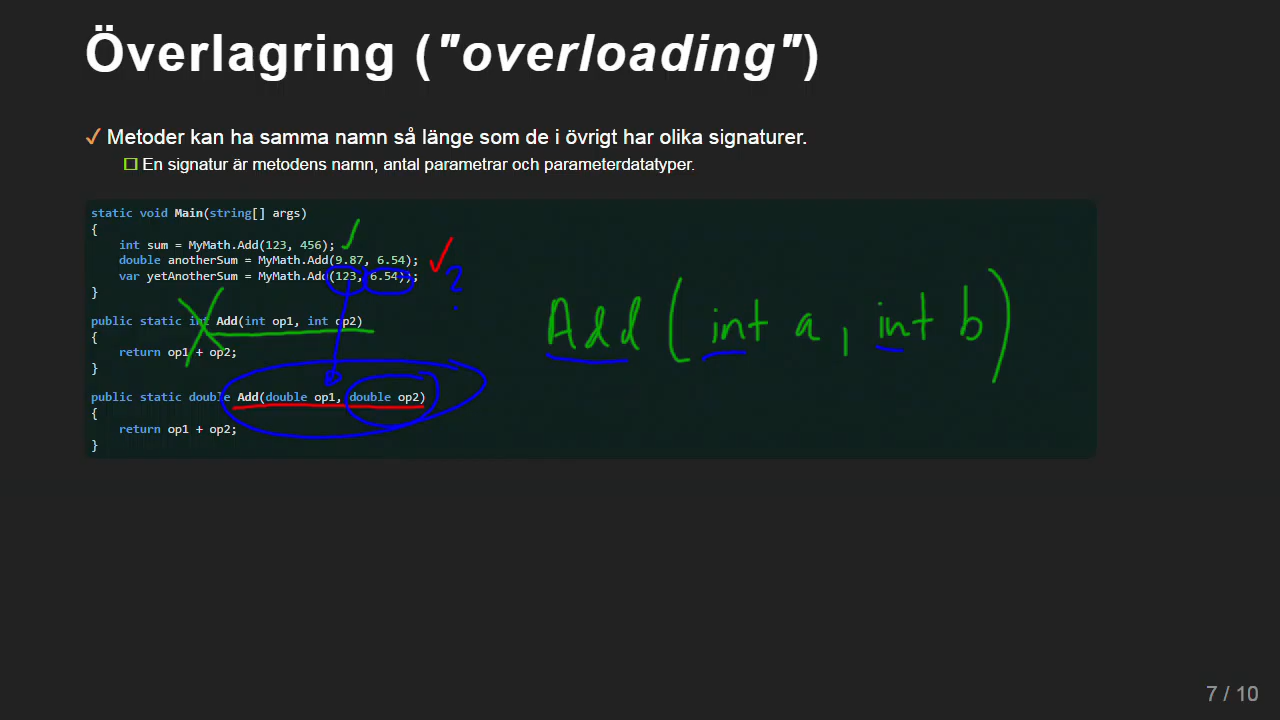 Överlagring ("overloading")
✓ Metoder kan ha samma namn så länge som de i övrigt har olika signaturer.
En signatur är metodens namn, antal parametrar och parameterdatatyper.
static void Main(string[] args)
{
int sum = MyMath.Add(123, 456);
double anotherSum = MyMath.Add(9.87, 6.54);
var yetAnotherSum = MyMath.Add(123, 6.54);
?
}
public static int Add(int op1, int op2)
{
return op1 + op2;
}
public static double Add(double op1, double op2)
{
return op1 + op2;
}
Add(int a, int b)
7 / 10